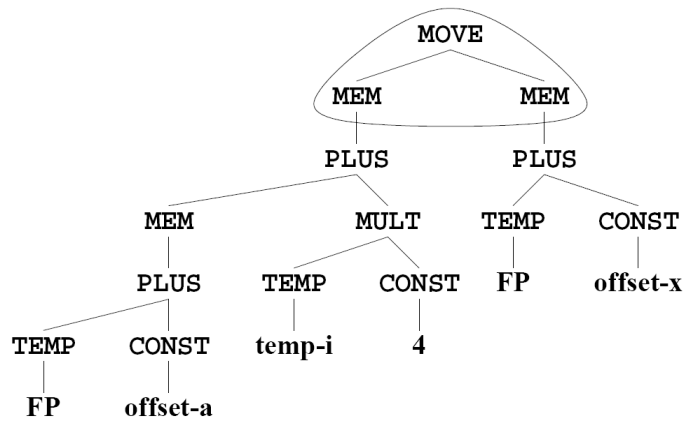 MOVE
MEM MEM
PLUS PLUS
MEM MULT TEMP CONST
PLUS TEMP CONST FP offset-x
TEMP CONST temp-i 4
FP offset-a